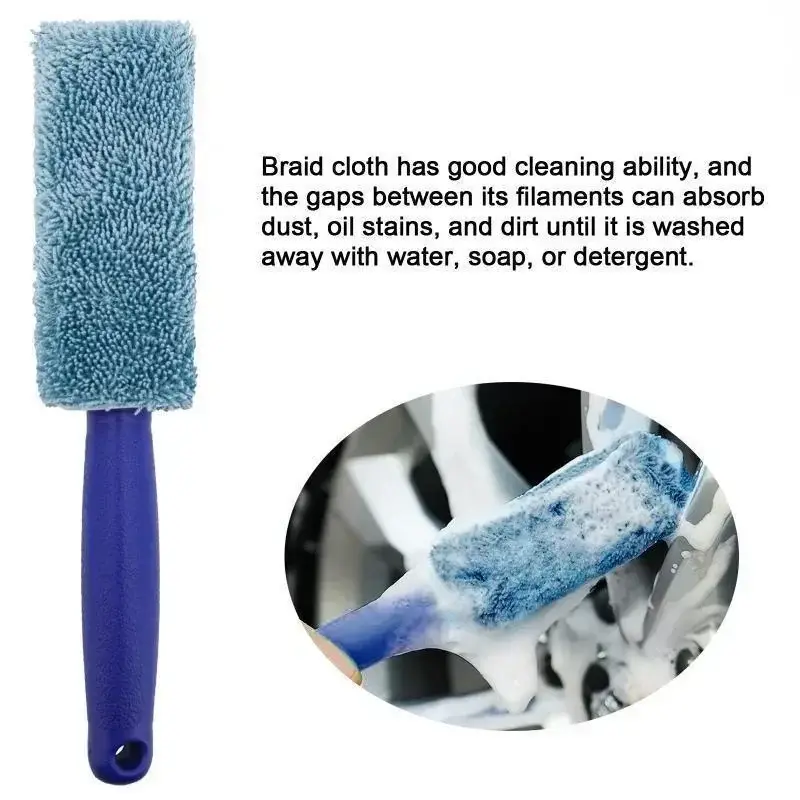 Braid cloth has good cleaning ability, and
the gaps between its filaments can absorb
dust, oil stains, and dirt until it is washed
away with water, soap, or detergent.